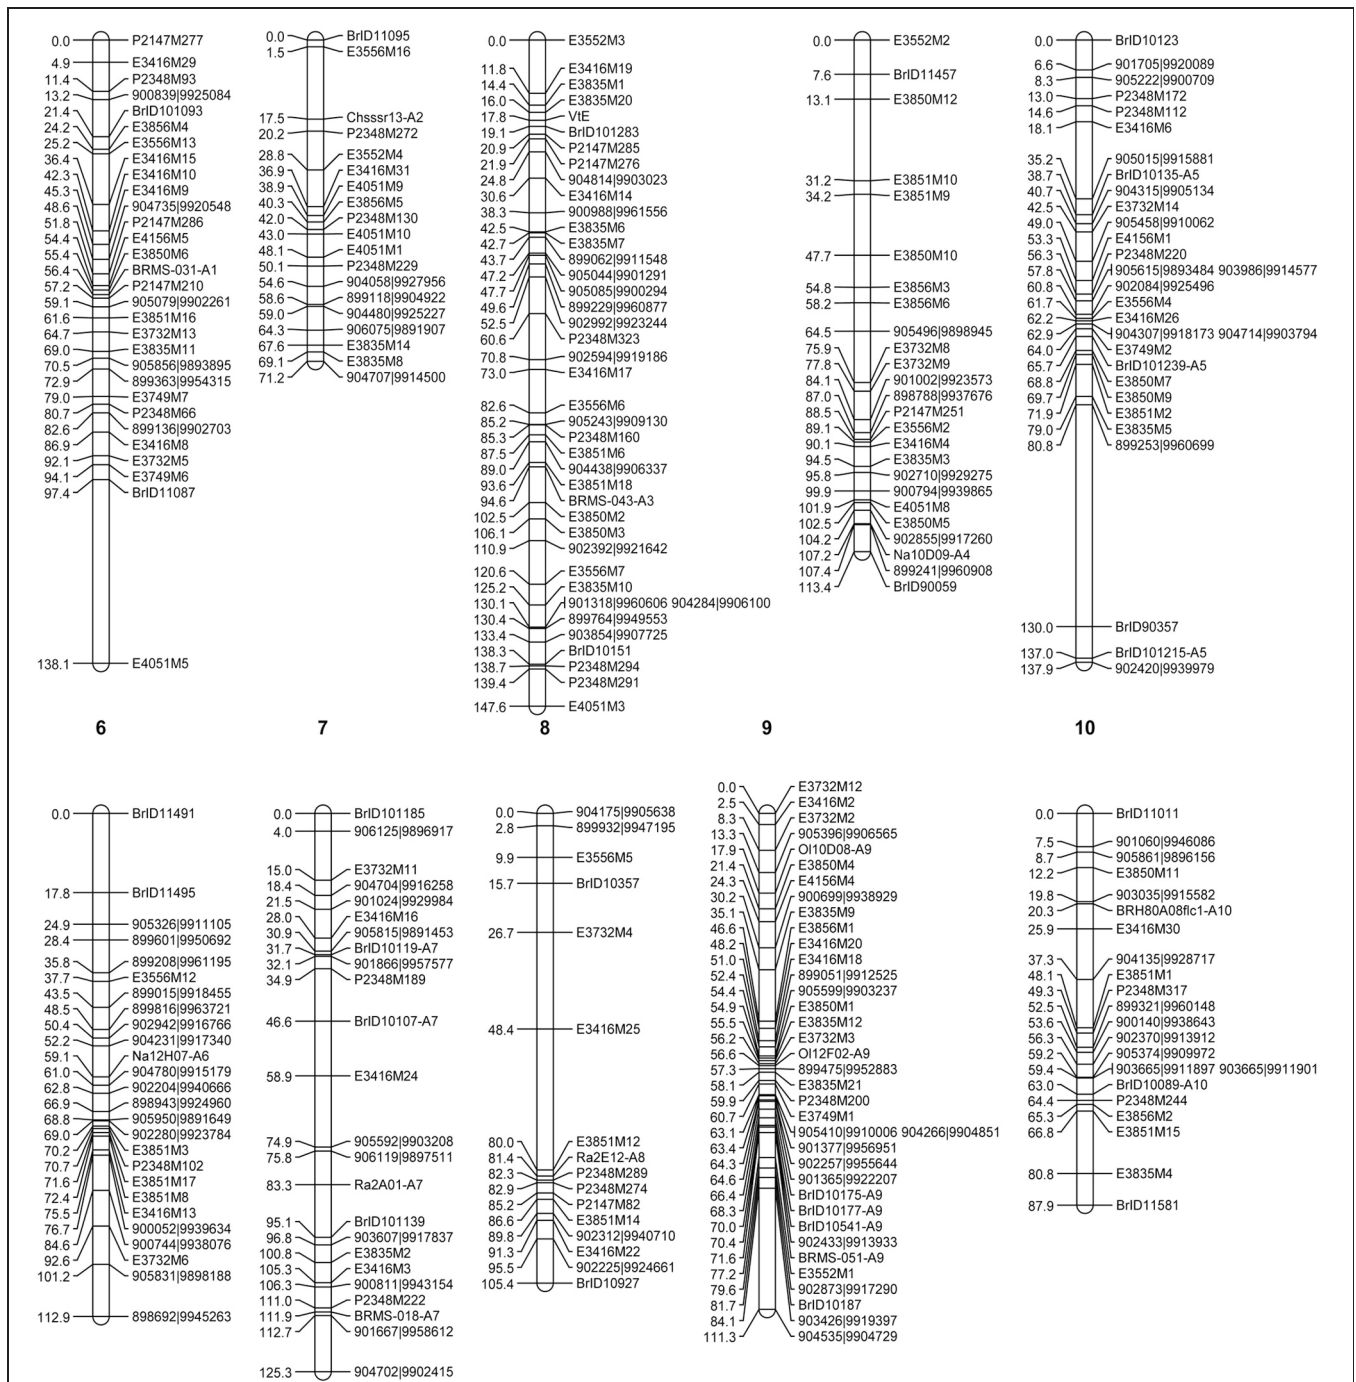 0.0 P2147M277
4.9 E3416M29
11.4 P2348M93
13.2 900839|9925084
21.4 BrID101093
24.2 E3856M4
25.2 E3556M13
36.4 E3416M15
42.3 E3416M10
45.3 E3416M9
48.6 904735|9920548
51.8 P2147M286
54.4 E4156M5
55.4 E3850M6
56.4 BRMS-031-A1
57.2 P2147M210
59.1 905079|9902261
61.6 E3851M16
64.7 E3732M13
69.0 E3835M11
70.5 905856|9893895
72.9 899363|9954315
79.0 E3749M7
80.7 P2348M66
82.6 899136|9902703
86.9 E3416M8
92.1 E3732M5
94.1 E3749M6
97.4 BrID11087
138.1 E4051M5
0.0 BrID11095
1.5 E3556M16
17.5 Chsssr13-A2
20.2 P2348M272
28.8 E3552M4
36.9 E3416M31
38.9 E4051M9
40.3 E3856M5
42.0 P2348M130
43.0 E4051M10
48.1 E4051M1
50.1 P2348M229
54.6 904058|9927956
58.6 899118|9904922
59.0 904480|9925227
64.3 906075|9891907
67.6 E3835M14
69.1 E3835M8
71.2 904707|9914500
0.0 E3552M3
11.8 E3416M19
14.4 E3835M1
16.0 E3835M20
17.8 VtE
19.1 BrID101283
20.9 P2147M285
21.9 P2147M276
24.8 904814|9903023
30.6 E3416M14
38.3 900988|9961556
42.5 E3835M6
42.7 E3835M7
43.7 899062|9911548
47.2 905044|9901291
47.7 905085|9900294
49.6 899229|9960877
52.5 902992|9923244
60.6 P2348M323
70.8 902594|9919186
73.0 E3416M17
82.6 E3556M6
85.2 905243|9909130
85.3 P2348M160
87.5 E3851M6
89.0 904438|9906337
93.6 E3851M18
94.6 BRMS-043-A3
102.5 E3850M2
106.1 E3850M3
110.9 902392|9921642
120.6 E3556M7
125.2 E3835M10
130.1 901318|9960606 904284|9906100
130.4 899764|9949553
133.4 903854|9907725
138.3 BrID10151
138.7 P2348M294
139.4 P2348M291
147.6 E4051M3
0.0 E3552M2
7.6 BrID11457
13.1 E3850M12
31.2 E3851M10
34.2 E3851M9
47.7 E3850M10
54.8 E3856M3
58.2 E3856M6
64.5 905496|9898945
75.9 E3732M8
77.8 E3732M9
84.1 901002|9923573
87.0 898788|9937676
88.5 P2147M251
89.1 E3556M2
90.1 E3416M4
94.5 E3835M3
95.8 902710|9929275
99.9 900794|9939865
101.9 E4051M8
102.5 E3850M5
104.2 902855|9917260
107.2 Na10D09-A4
107.4 899241|9960908
113.4 BrID90059
0.0 BrID10123
6.6 901705|9920089
8.3 905222|9900709
13.0 P2348M172
14.6 P2348M112
18.1 E3416M6
35.2 905015|9915881
38.7 BrID10135-A5
40.7 904315|9905134
42.5 E3732M14
49.0 905458|9910062
53.3 E4156M1
56.3 P2348M220
57.8 905615|9893484 903986|9914577
60.8 902084|9925496
61.7 E3556M4
62.2 E3416M26
62.9 904307|9918173 904714|9903794
64.0 E3749M2
65.7 BrID101239-A5
68.8 E3850M7
69.7 E3850M9
71.9 E3851M2
79.0 E3835M5
80.8 899253|9960699
130.0 BrID90357
137.0 BrID101215-A5
137.9 902420|9939979
6 7 8 9 10
0.0 BrID11491
17.8 BrID11495
24.9 905326|9911105
28.4 899601|9950692
35.8 899208|9961195
37.7 E3556M12
43.5 899015|9918455
48.5 899816|9963721
50.4 902942|9916766
52.2 904231|9917340
59.1 Na12H07-A6
61.0 904780|9915179
62.8 902204|9940666
66.9 898943|9924960
68.8 905950|9891649
69.0 902280|9923784
70.2 E3851M3
70.7 P2348M102
71.6 E3851M17
72.4 E3851M8
75.5 E3416M13
76.7 900052|9939634
84.6 900744|9938076
92.6 E3732M6
101.2 905831|9898188
112.9 898692|9945263
0.0 BrID101185
4.0 906125|9896917
15.0 E3732M11
18.4 904704|9916258
21.5 901024|9929984
28.0 E3416M16
30.9 905815|9891453
31.7 BrID10119-A7
32.1 901866|9957577
34.9 P2348M189
46.6 BrID10107-A7
58.9 E3416M24
74.9 905592|9903208
75.8 906119|9897511
83.3 Ra2A01-A7
95.1 BrID101139
96.8 903607|9917837
100.8 E3835M2
105.3 E3416M3
106.3 900811|9943154
111.0 P2348M222
111.9 BRMS-018-A7
112.7 901667|9958612
125.3 904702|9902415
0.0 904175|9905638
2.8 899932|9947195
9.9 E3556M5
15.7 BrID10357
26.7 E3732M4
48.4 E3416M25
80.0 E3851M12
81.4 Ra2E12-A8
82.3 P2348M289
82.9 P2348M274
85.2 P2147M82
86.6 E3851M14
89.8 902312|9940710
91.3 E3416M22
95.5 902225|9924661
105.4 BrID10927
0.0 E3732M12
2.5 E3416M2
8.3 E3732M2
13.3 905396|9906565
17.9 Ol10D08-A9
21.4 E3850M4
24.3 E4156M4
30.2 900699|9938929
35.1 E3835M9
46.6 E3856M1
48.2 E3416M20
51.0 E3416M18
52.4 899051|9912525
54.4 905599|9903237
54.9 E3850M1
55.5 E3835M12
56.2 E3732M3
56.6 Ol12F02-A9
57.3 899475|9952883
58.1 E3835M21
59.9 P2348M200
60.7 E3749M1
63.1 905410|9910006 904266|9904851
63.4 901377|9956951
64.3 902257|9955644
64.6 901365|9922207
66.4 BrID10175-A9
68.3 BrID10177-A9
70.0 BrID10541-A9
70.4 902433|9913933
71.6 BRMS-051-A9
77.2 E3552M1
79.6 902873|9917290
81.7 BrID10187
84.1 903426|9919397
111.3 904535|9904729
0.0 BrID11011
7.5 901060|9946086
8.7 905861|9896156
12.2 E3850M11
19.8 903035|9915582
20.3 BRH80A08flc1-A10
25.9 E3416M30
37.3 904135|9928717
48.1 E3851M1
49.3 P2348M317
52.5 899321|9960148
53.6 900140|9938643
56.3 902370|9913912
59.2 905374|9909972
59.4 903665|9911897 903665|9911901
63.0 BrID10089-A10
64.4 P2348M244
65.3 E3856M2
66.8 E3851M15
80.8 E3835M4
87.9 BrID11581